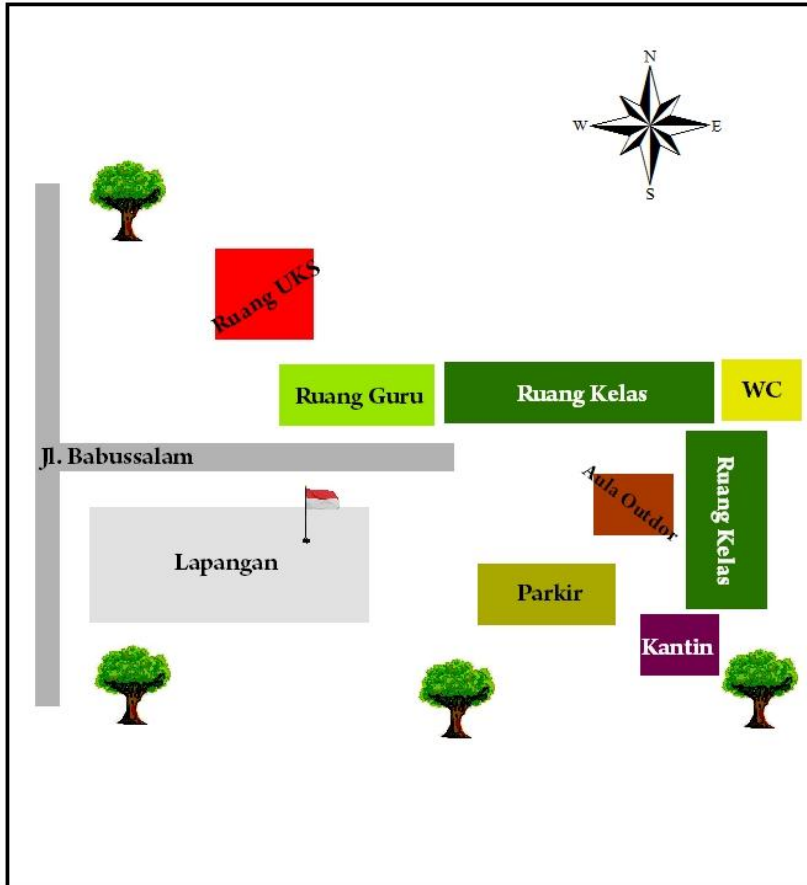 N
W
E
S
Ruang UKS
Ruang Guru
Ruang Kelas
WC
Jl. Babussalam
Aula Outdor
Ruang Kelas
Lapangan
Parkir
Kantin